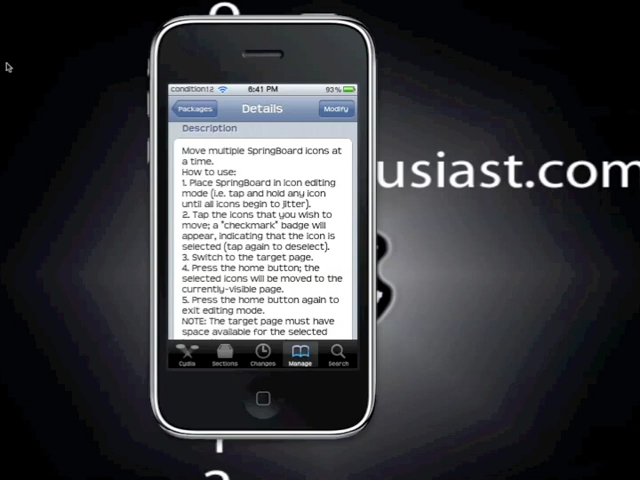 condition12 6:41 PM 93%
Packages Details Modify
Description
Move multiple SpringBoard icons at
a time.
How to use:
1. Place SpringBoard in icon editing
mode (i.e. tap and hold any icon
until all icons begin to jitter).
2. Tap the icons that you wish to
move; a "checkmark" badge will
appear, indicating that the icon is
selected (tap again to deselect).
3. Switch to the target page.
4. Press the home button; the
selected icons will be moved to the
currently-visible page.
5. Press the home button again to
exit editing mode.
NOTE: The target page must have
space available for the selected
Cydia Sections Changes Manage Search
usiast.com